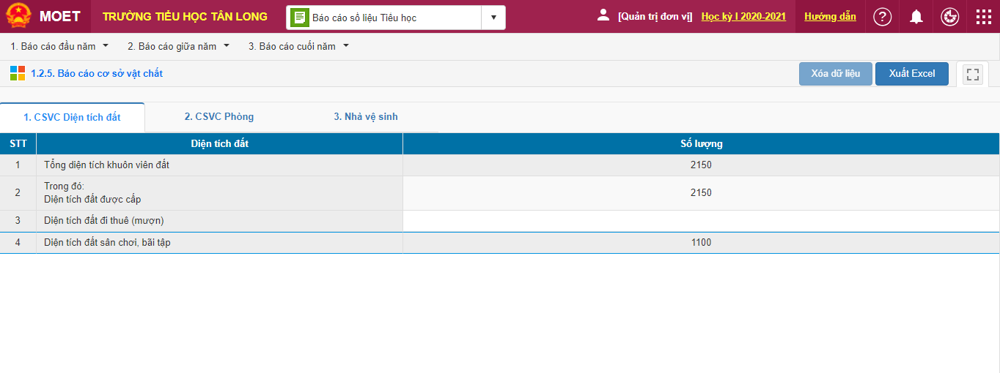 MOET TRƯỜNG TIỂU HỌC TÂN LONG Báo cáo số liệu Tiểu học [Quản trị đơn vị] Học kỳ I 2020-2021 Hướng dẫn
1. Báo cáo đầu năm 2. Báo cáo giữa năm 3. Báo cáo cuối năm
1.2.5. Báo cáo cơ sở vật chất Xóa dữ liệu Xuất Excel
1. CSVC Diện tích đất 2. CSVC Phòng 3. Nhà vệ sinh
STT Diện tích đất Số lượng
1 Tổng diện tích khuôn viên đất 2150
Trong đó:
2 Diện tích đất được cấp 2150
3 Diện tích đất đi thuê (mượn)
4 Diện tích đất sân chơi, bãi tập 1100